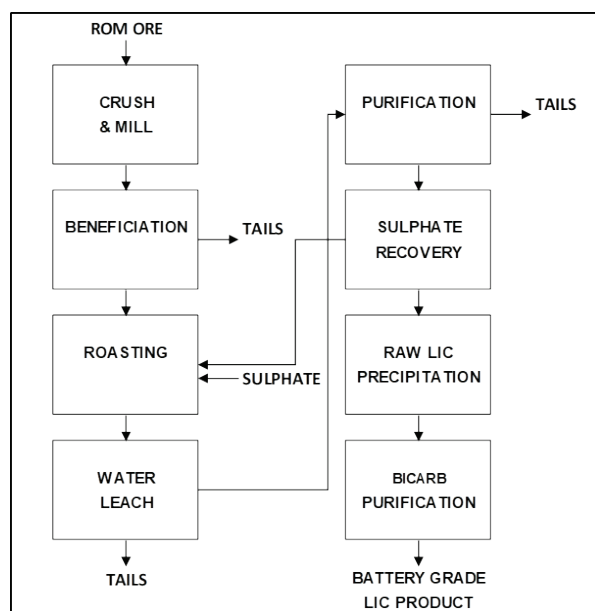 ROM ORE
CRUSH
& MILL
BENEFICIATION
TAILS
ROASTING
SULPHATE
WATER
LEACH
TAILS
PURIFICATION
TAILS
SULPHATE
RECOVERY
RAW LIC
PRECIPITATION
BICARB
PURIFICATION
BATTERY GRADE
LIC PRODUCT